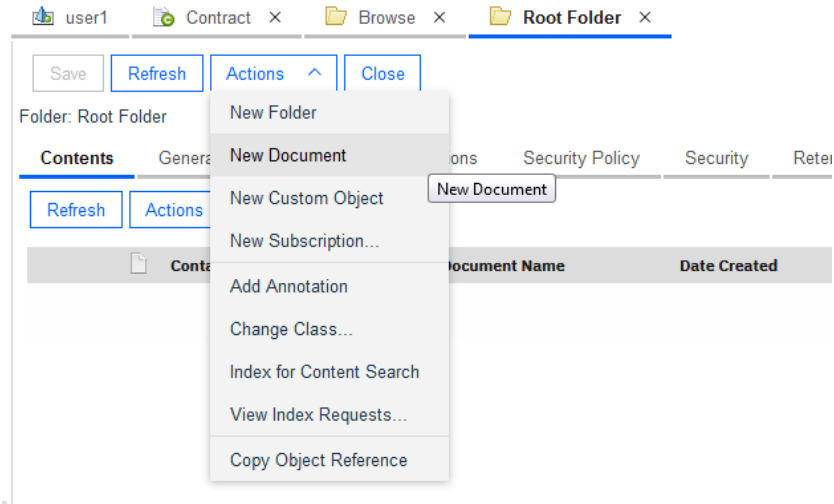 user1 Contract Browse Root Folder
Save Refresh Actions Close
Folder: Root Folder
New Folder
Contents Genera New Document ons Security Policy Security Reter
New Document
Refresh Actions New Custom Object
New Subscription...
Conta Document Name Date Created
Add Annotation
Change Class...
Index for Content Search
View Index Requests...
Copy Object Reference